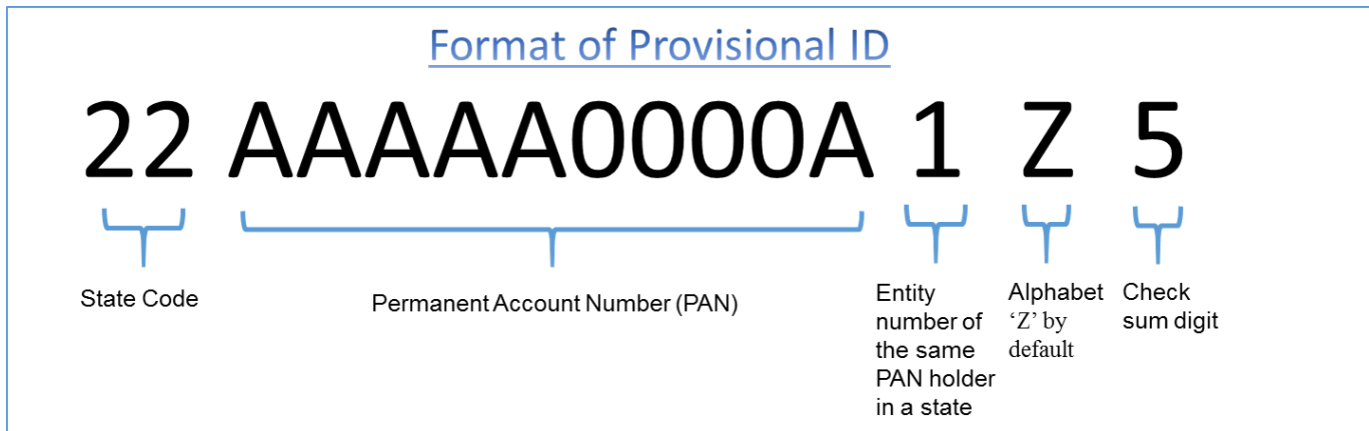 Format of Provisional ID
22 AAAAA0000A 1 Z 5
State Code
Permanent Account Number (PAN)
Entity
number of
the same
PAN holder
in a state
Alphabet
‘Z’ by
default
Check
sum digit